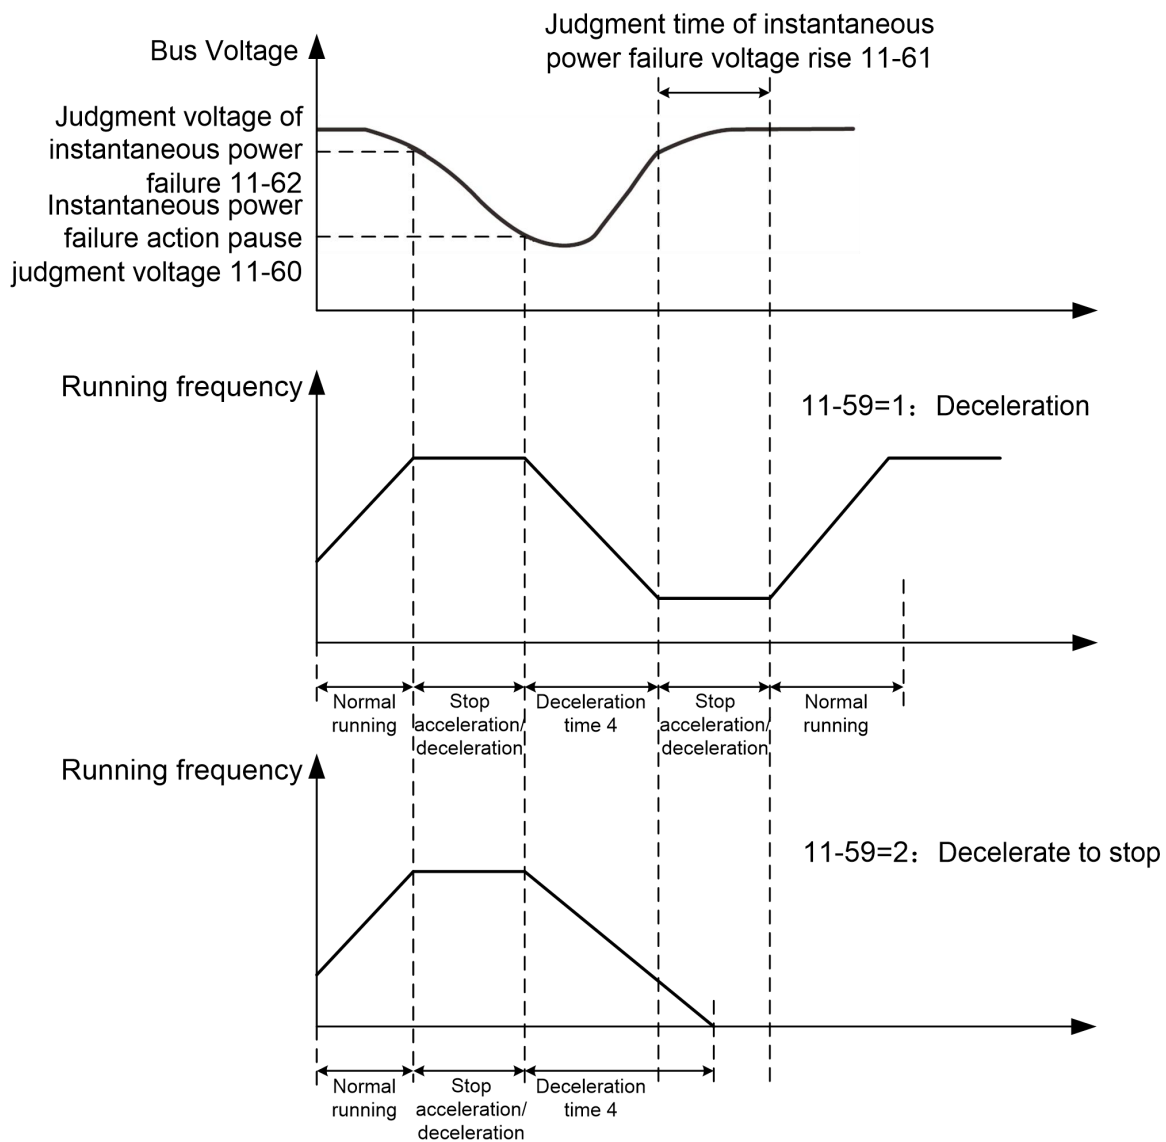 Judgment time of instantaneous
power failure voltage rise 11-61
Bus Voltage
Judgment voltage of
instantaneous power
failure 11-62
Instantaneous power
failure action pause
judgment voltage 11-60
Running frequency
11-59=1：Deceleration
Normal
running
Stop
acceleration/
deceleration
Deceleration
time 4
Stop
acceleration/
deceleration
Normal
running
Running frequency
11-59=2：Decelerate to stop
Normal
running
Stop
acceleration/
deceleration
Deceleration
time 4